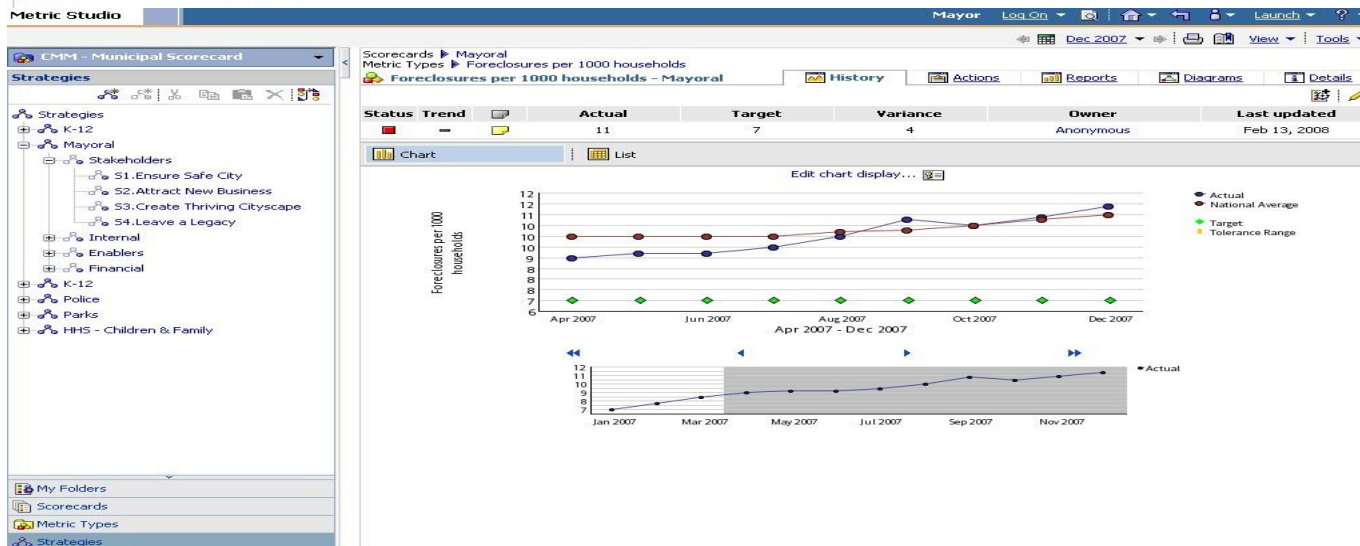 Metric Studio
Mayor Log On Launch ?
Dec 2007 View Tools
CMM - Municipal Scorecard
Strategies
Strategies
K-12
Mayoral
Stakeholders
S1.Ensure Safe City
S2.Attract New Business
S3.Create Thriving Cityscape
S4.Leave a Legacy
Internal
Enablers
Financial
K-12
Police
Parks
HHS - Children & Family
My Folders
Scorecards
Metric Types
Strategies
Scorecards Mayoral
Metric Types Foreclosures per 1000 households
Foreclosures per 1000 households - Mayoral History Actions Reports Diagrams Details
Status Trend Actual Target Variance Owner Last updated
11 7 4 Anonymous Feb 13, 2008
Chart List
Edit chart display...
Foreclosures per 1000
households
12
12
11
11
10
10
9
9
8
8
7
6
Apr 2007 Jun 2007 Aug 2007 Oct 2007 Dec 2007
Apr 2007 - Dec 2007
Actual
National Average
Target
Tolerance Range
12
11
10
9
8
7
Actual
Jan 2007 Mar 2007 May 2007 Jul 2007 Sep 2007 Nov 2007